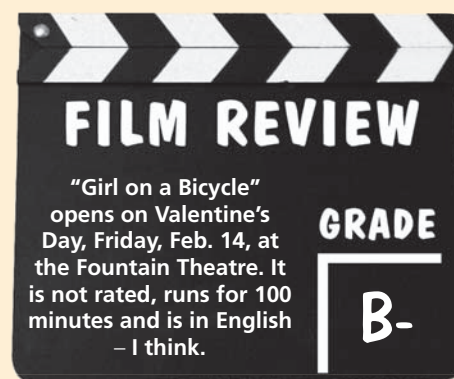 FILM REVIEW
“Girl on a Bicycle”
opens on Valentine’s
Day, Friday, Feb. 14, at
the Fountain Theatre. It
is not rated, runs for 100
minutes and is in English
– I think.
GRADE
B-